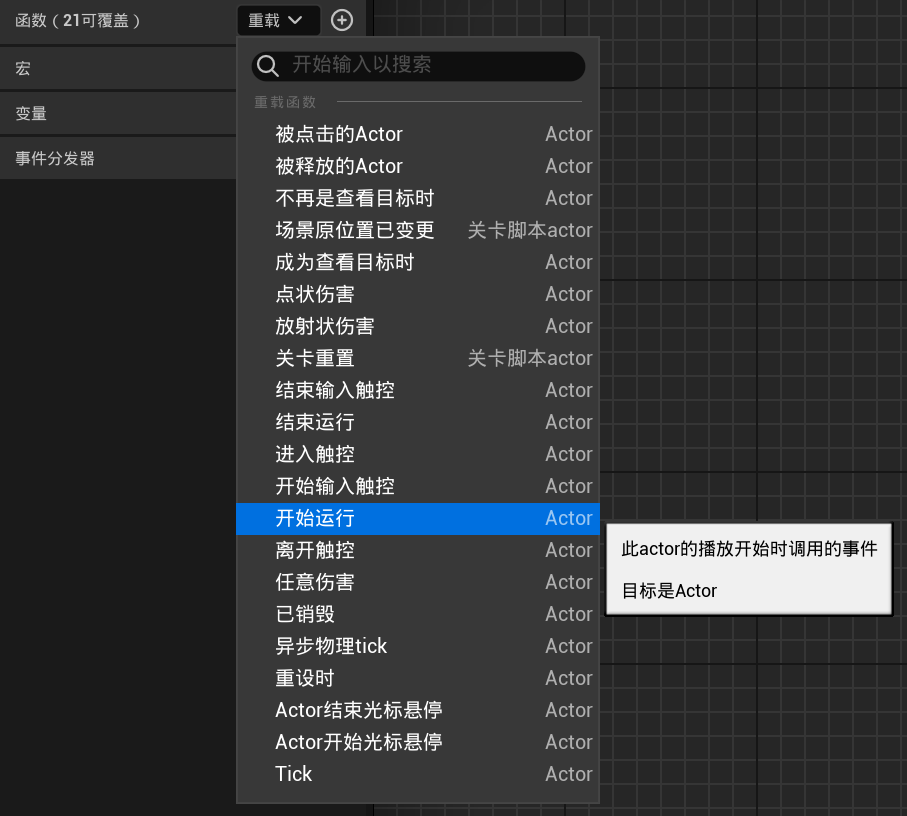 函数（21可覆盖） 重载
宏
变量
事件分发器
开始输入以搜索
重载函数
被点击的Actor Actor
被释放的Actor Actor
不再是查看目标时 Actor
场景原位置已变更 关卡脚本actor
成为查看目标时 Actor
点状伤害 Actor
放射状伤害 Actor
关卡重置 关卡脚本actor
结束输入触控 Actor
结束运行 Actor
进入触控 Actor
开始输入触控 Actor
开始运行 Actor
离开触控 Actor
任意伤害 Actor
已销毁 Actor
异步物理tick Actor
重设时 Actor
Actor结束光标悬停 Actor
Actor开始光标悬停 Actor
Tick Actor
此actor的播放开始时调用的事件
目标是Actor